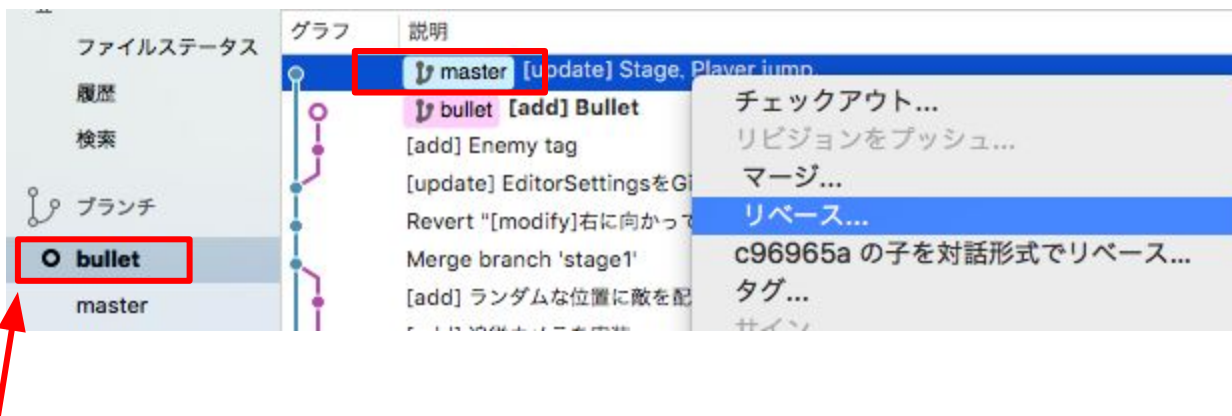 ファイルステータス
履歴
検索
ブランチ
bullet
master
グラフ 説明
master [update] Stage, Player jump.
bullet [add] Bullet
[add] Enemy tag
[update] EditorSettingsをGi
Revert "[modify]右に向かって
Merge branch 'stage1'
[add] ランダムな位置に敵を配
チェックアウト...
リビジョンをプッシュ...
マージ...
リベース...
c96965a の子を対話形式でリベース...
タグ...